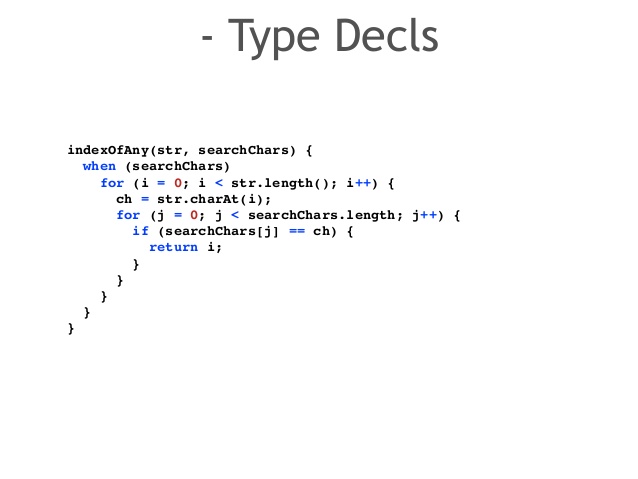 - Type Decls
indexOfAny(str, searchChars) {
  when (searchChars)
    for (i = 0; i < str.length(); i++) {
      ch = str.charAt(i);
      for (j = 0; j < searchChars.length; j++) {
        if (searchChars[j] == ch) {
          return i;
        }
      }
    }
  }
}